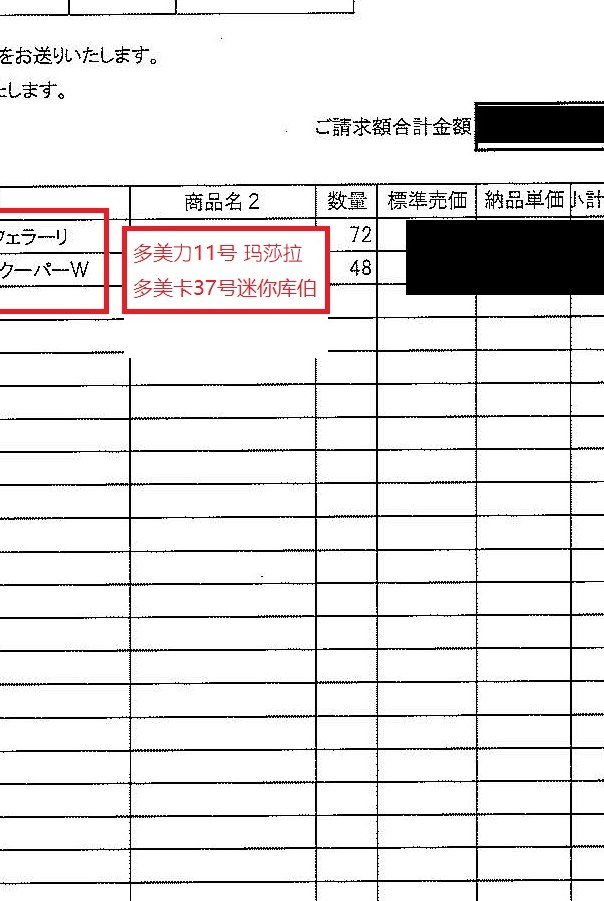 をお送りいたします。
たします。
ご請求額合計金額
商品名2 数量 標準売価 納品単価 小計
フェラーリ 多美力11号 玛莎拉 72
クーパーW 多美卡37号迷你库伯 48